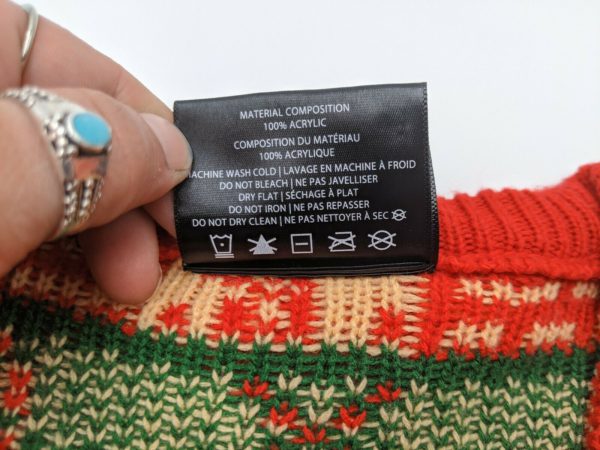 MATERIAL COMPOSITION
100% ACRYLIC
COMPOSITION DU MATÉRIAU
100% ACRYLIQUE
MACHINE WASH COLD | LAVAGE EN MACHINE À FROID
DO NOT BLEACH | NE PAS JAVELLISER
DRY FLAT | SÉCHAGE À PLAT
DO NOT IRON | NE PAS REPASSER
DO NOT DRY CLEAN | NE PAS NETTOYER À SEC